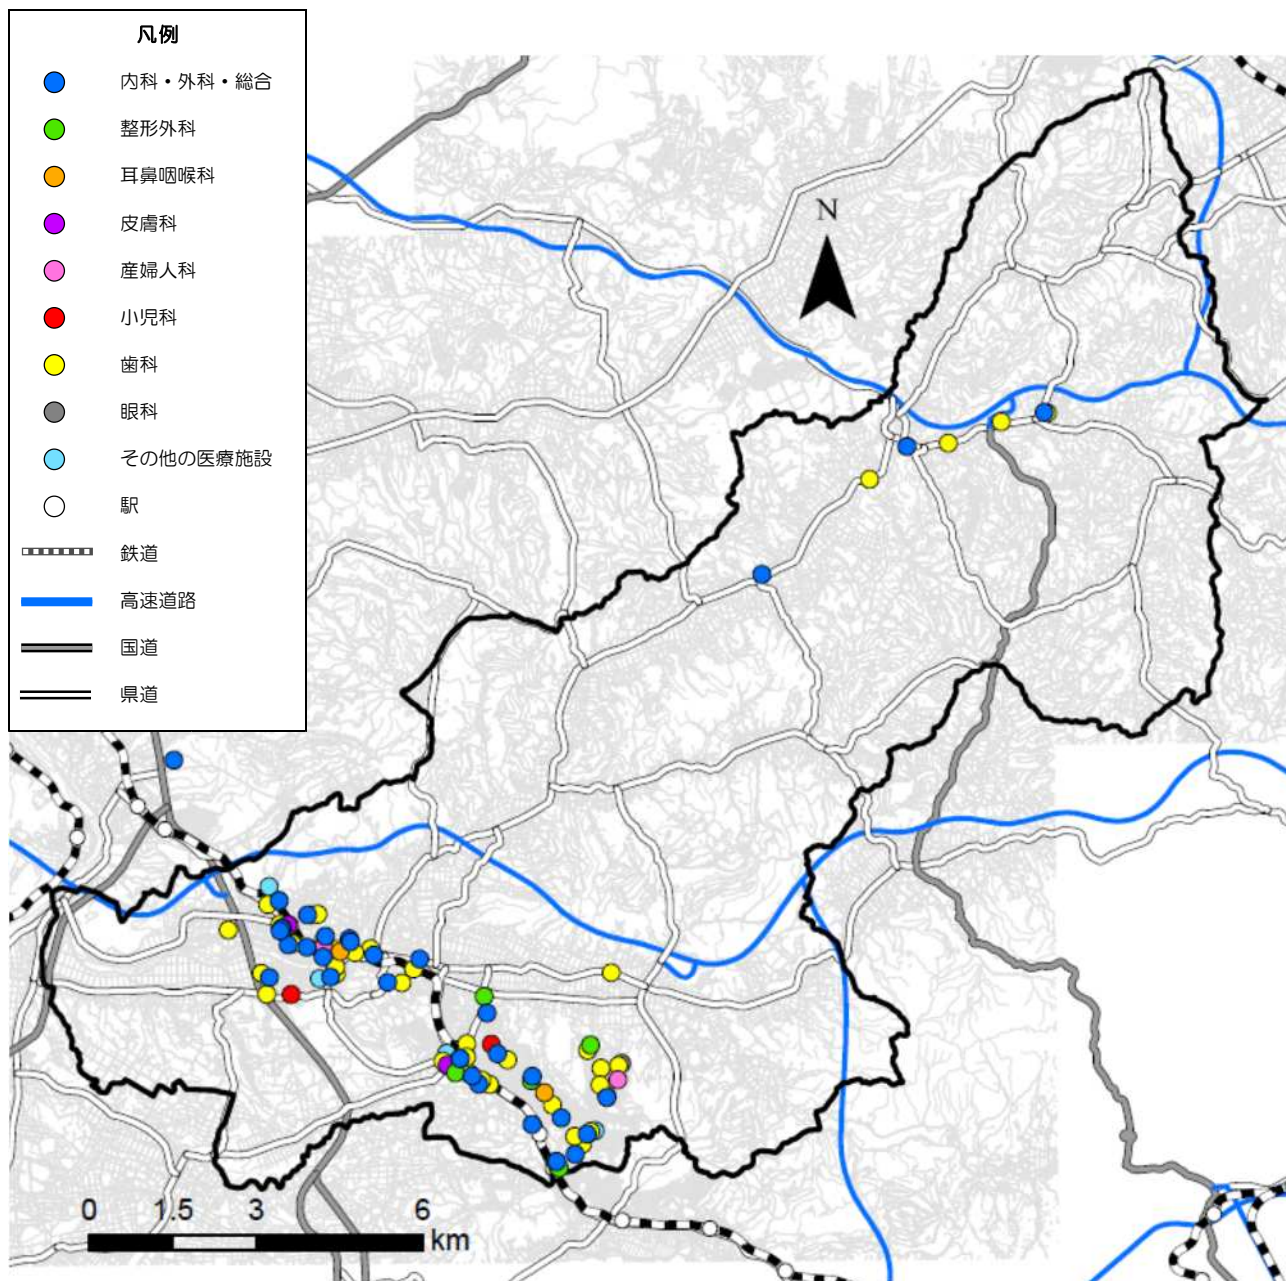 凡例
内科・外科・総合
整形外科
耳鼻咽喉科
皮膚科
産婦人科
小児科
歯科
眼科
その他の医療施設
駅
鉄道
高速道路
国道
県道
N
0 1.5 3 6
km